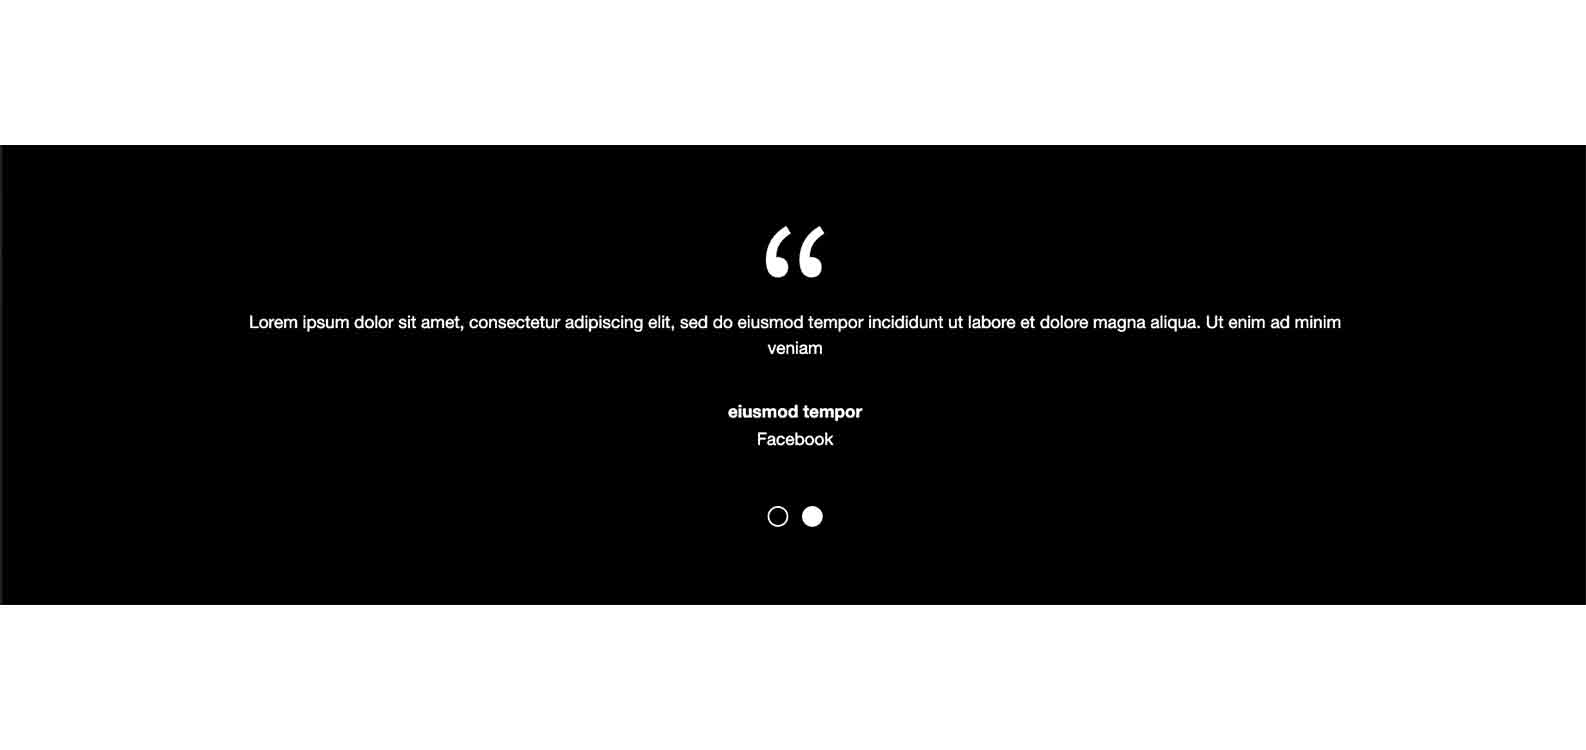 “
Lorem ipsum dolor sit amet, consectetur adipiscing elit, sed do eiusmod tempor incididunt ut labore et dolore magna aliqua. Ut enim ad minim
veniam
eiusmod tempor
Facebook